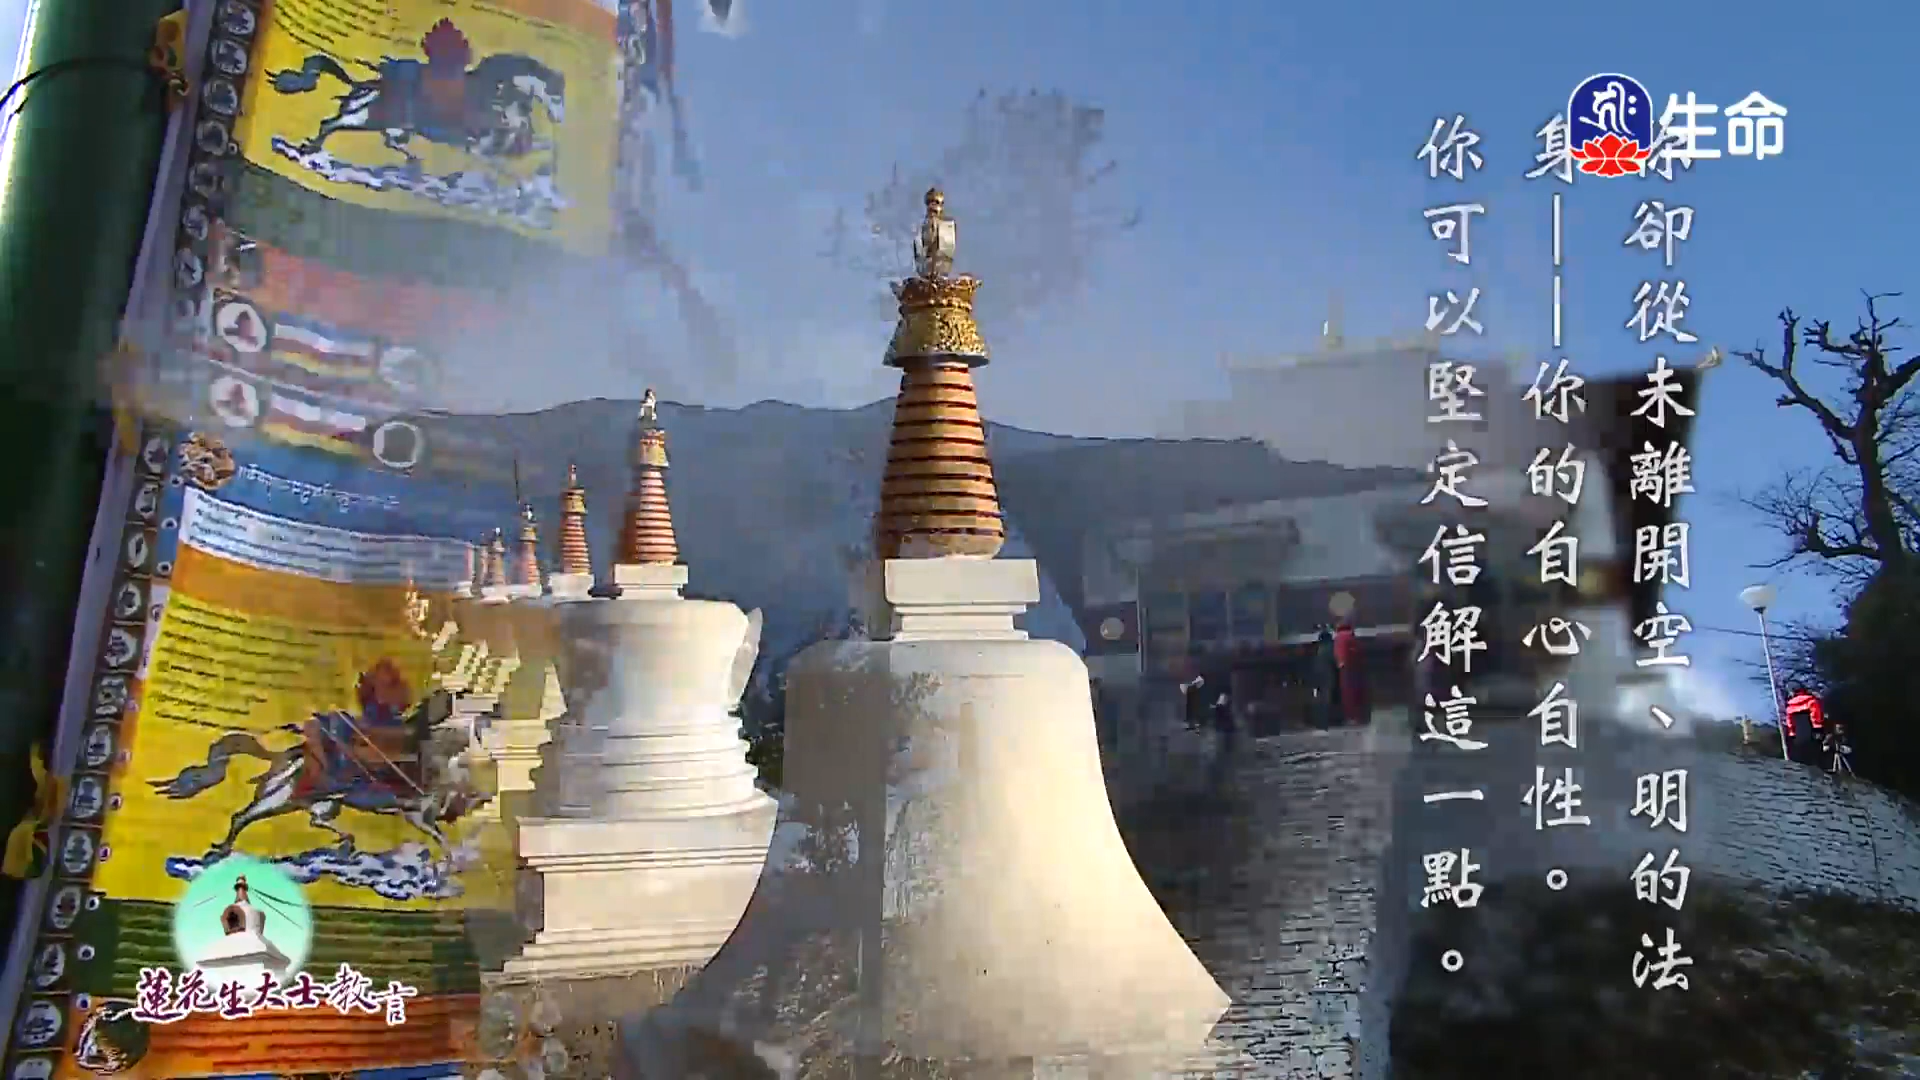 你卻從未離開空、明的法
身——你的自心自性。
你可以堅定信解這一點。
生命
蓮花生大士教言